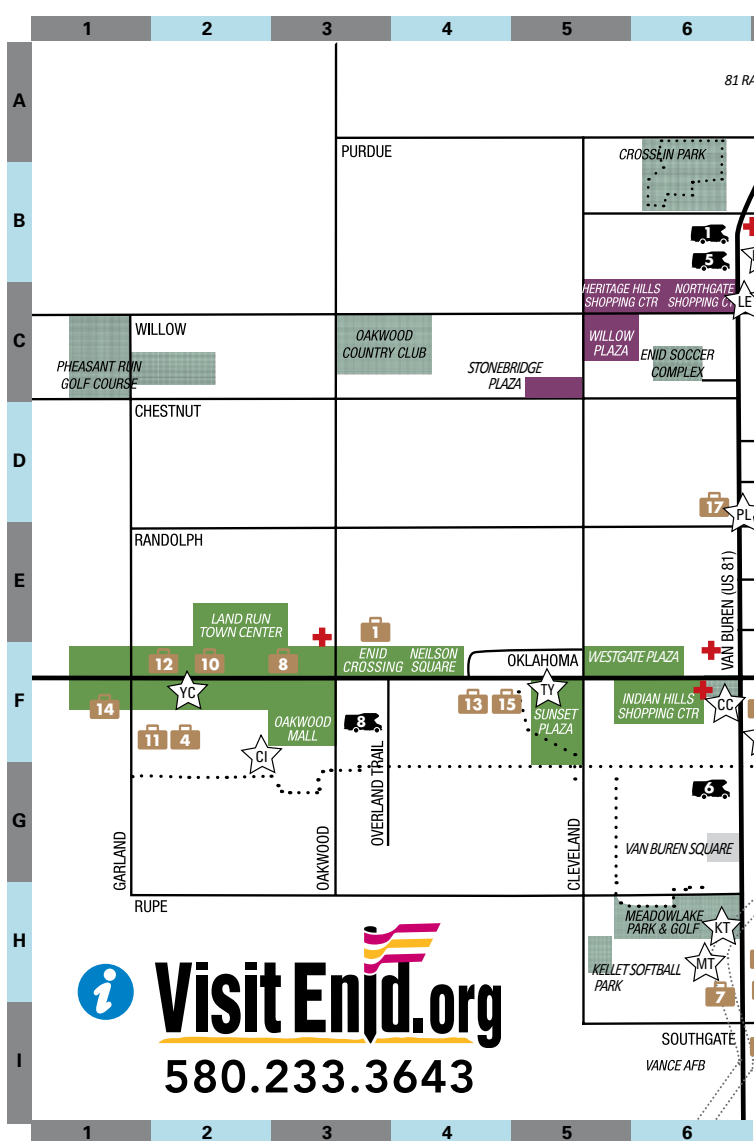 1 2 3 4 5 6
A
81 RA
PURDUE
CROSSLIN PARK
B
1
5
HERITAGE HILLS
SHOPPING CTR
NORTHGATE
SHOPPING CT
LE
C
WILLOW
PHEASANT RUN
GOLF COURSE
OAKWOOD
COUNTRY CLUB
STONEBRIDGE
PLAZA
WILLOW
PLAZA
ENID SOCCER
COMPLEX
CHESTNUT
D
17
PL
RANDOLPH
E
VAN BUREN (US 81)
LAND RUN
TOWN CENTER
1
12
10
8
ENID
CROSSING
NEILSON
SQUARE
OKLAHOMA
WESTGATE PLAZA
F
YC
TY
14
13
15
INDIAN HILLS
SHOPPING CTR
CC
11
4
OAKWOOD
MALL
8
SUNSET
PLAZA
CI
OVERLAND TRAIL
G
6
GARLAND
OAKWOOD
CLEVELAND
VAN BUREN SQUARE
RUPE
H
MEADOWLAKE
PARK & GOLF
KT
MT
KELLET SOFTBALL
PARK
7
i
Visit Enid.org
580.233.3643
SOUTHGATE
I
VANCE AFB
1 2 3 4 5 6